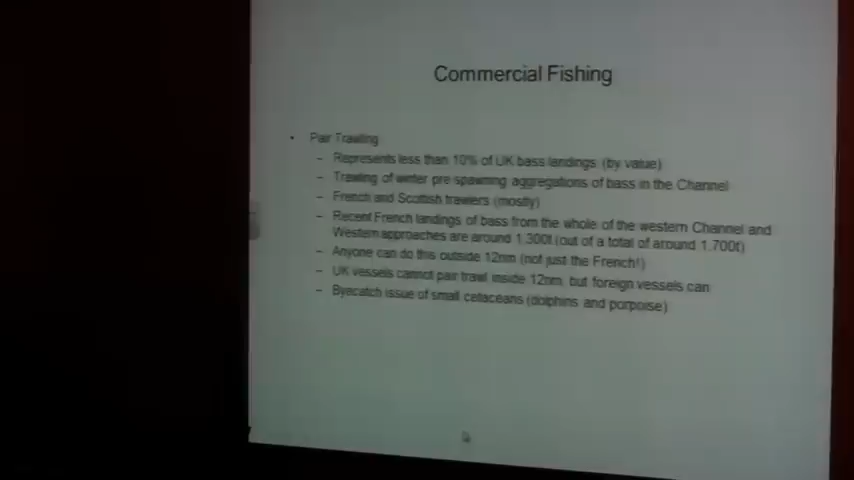 Commercial Fishing
• Pair Trawling
– Represents less than 10% of UK bass landings (by value)
– Trawling of winter pre spawning aggregations of bass in the Channel
– French and Scottish trawlers (mostly)
– Recent French landings of bass from the whole of the western Channel and
Western approaches are around 1,300t (out of a total of around 1,700t)
– Anyone can do this outside 12nm (not just the French!)
– UK vessels cannot pair trawl inside 12nm, but foreign vessels can
– Byecatch issue of small cetaceans (dolphins and porpoise)